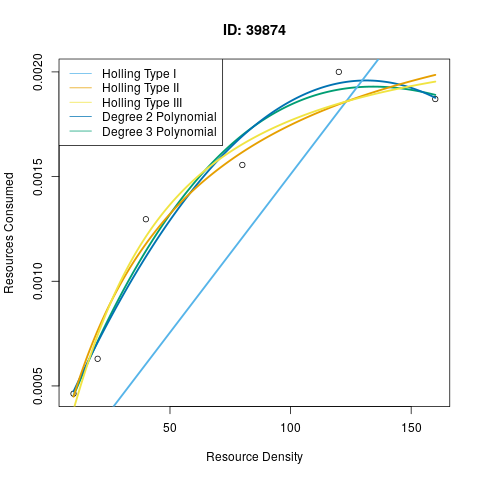 ID: 39874
Holling Type I
Holling Type II
Holling Type III
Degree 2 Polynomial
Degree 3 Polynomial
Resources Consumed
0.0020
0.0015
0.0010
0.0005
50
100
150
Resource Density